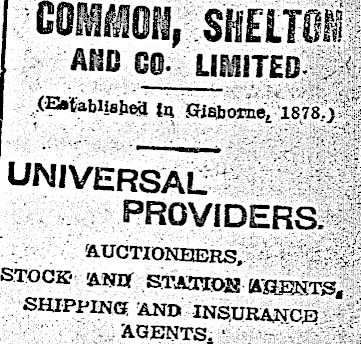 COMMON, SHELTON
AND CO. LIMITED.
(Established in Gisborne, 1878.)
UNIVERSAL
PROVIDERS.
AUCTIONEERS,
STOCK AND STATION AGENTS,
SHIPPING AND INSURANCE
AGENTS.